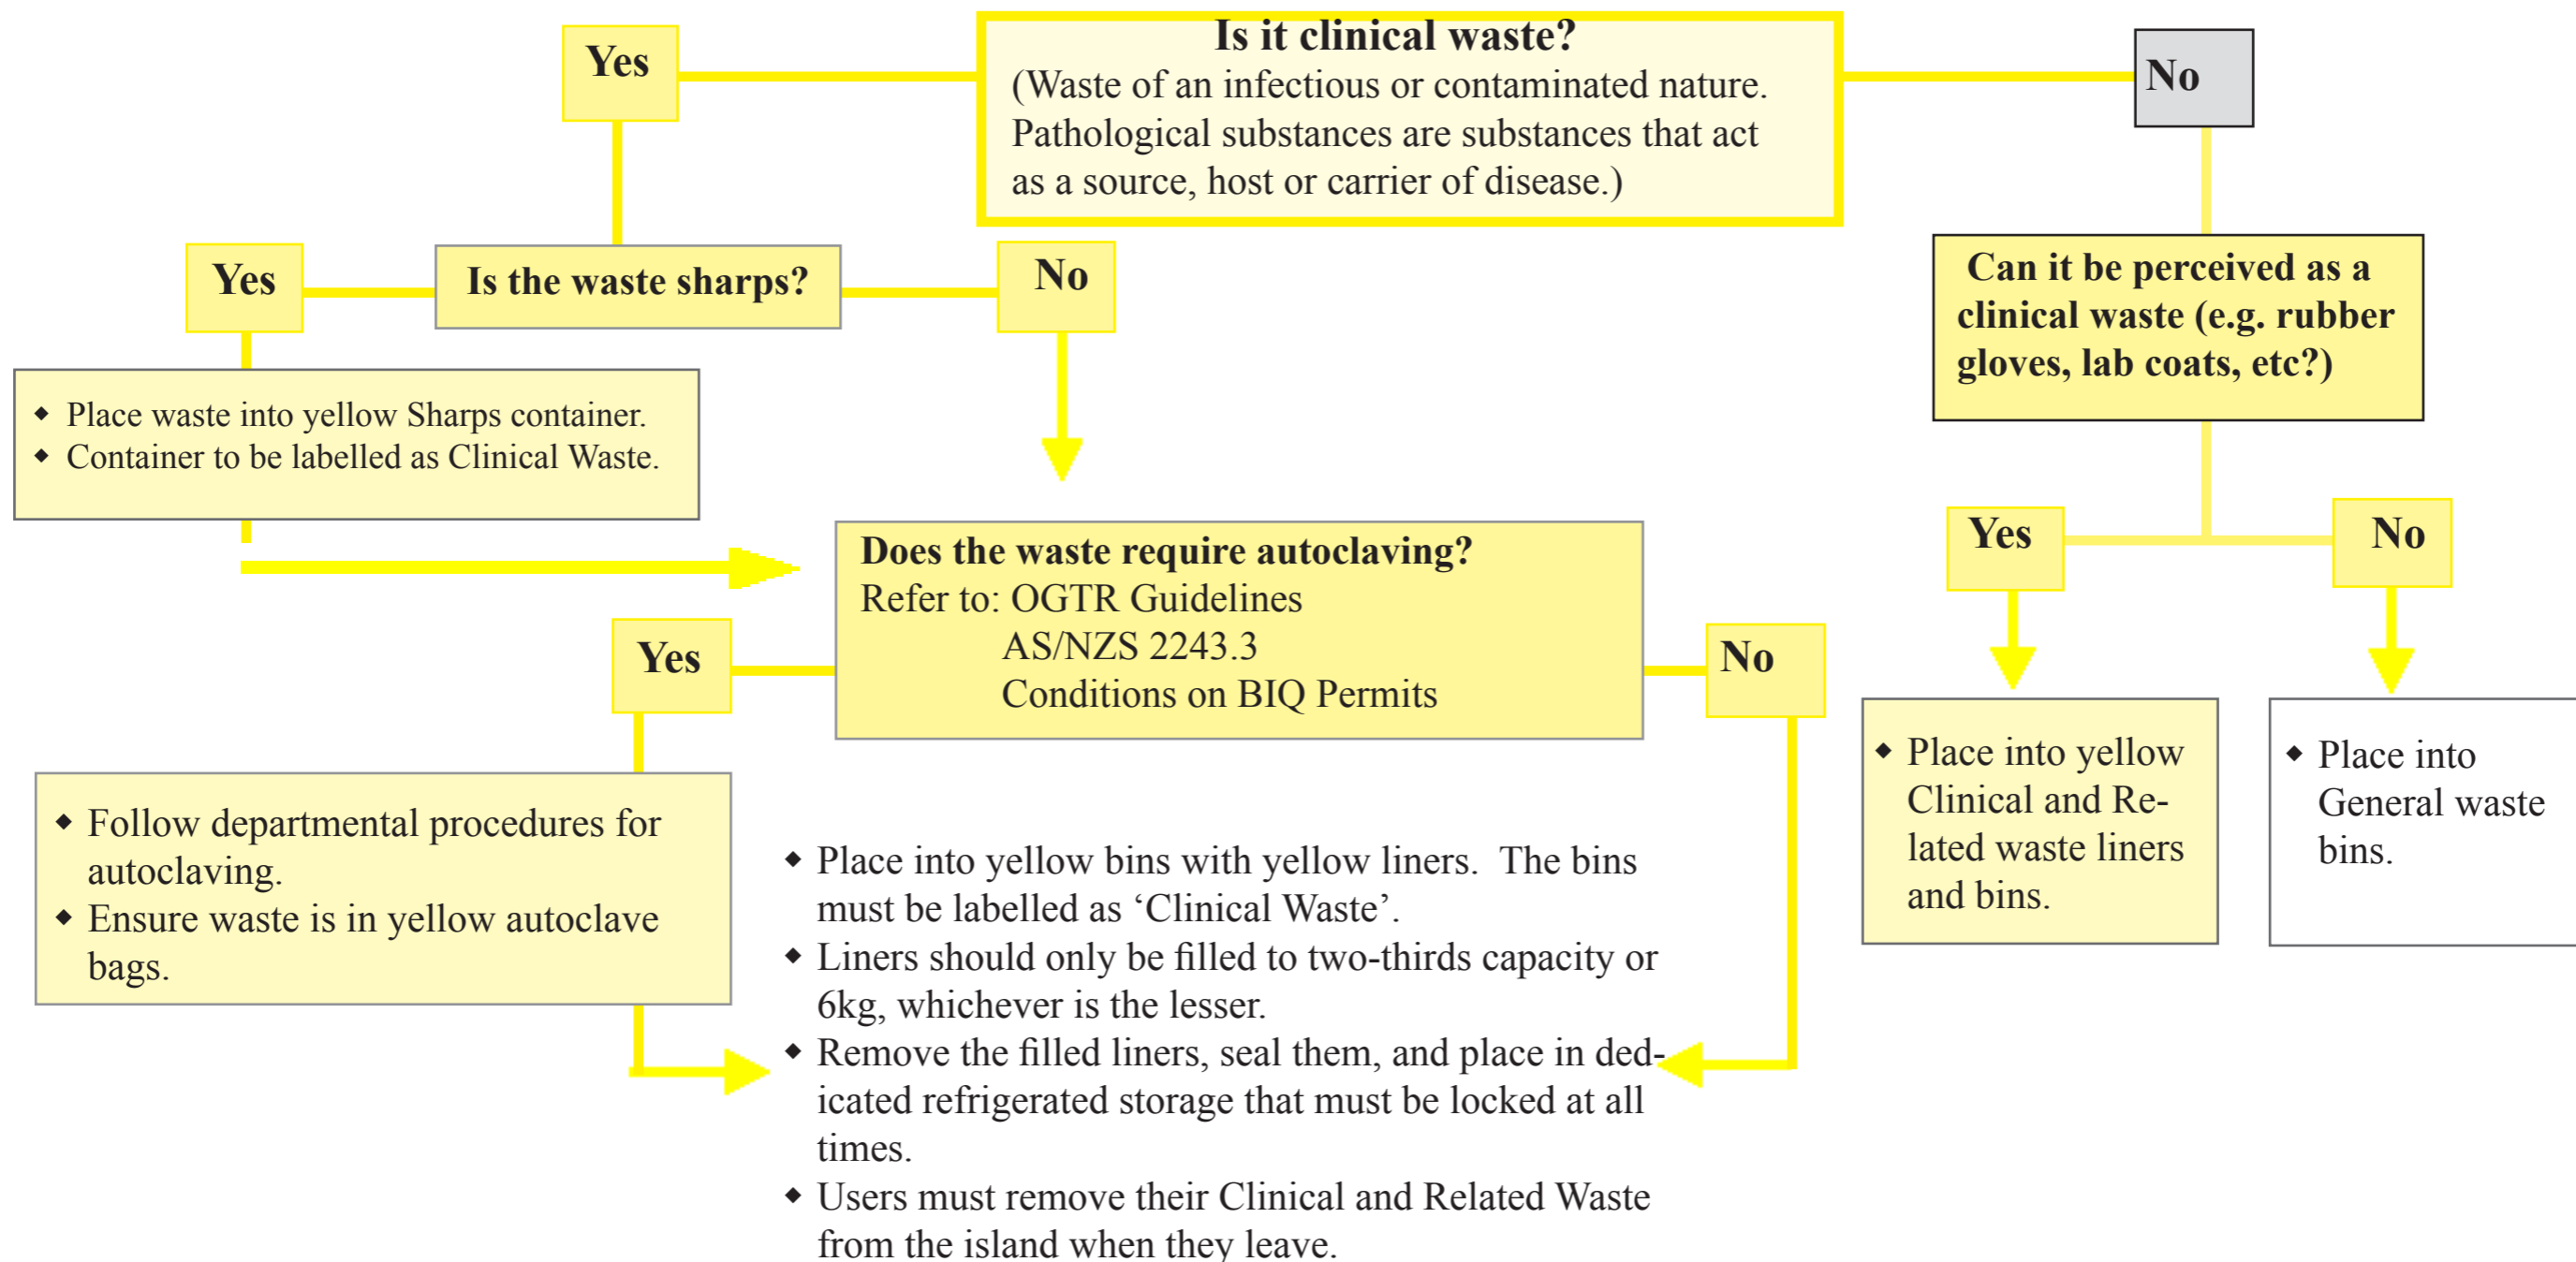 Is it clinical waste?
(Waste of an infectious or contaminated nature.
Pathological substances are substances that act
as a source, host or carrier of disease.)
Yes
No
Yes
Is the waste sharps?
No
Can it be perceived as a
clinical waste (e.g. rubber
gloves, lab coats, etc?)
◆ Place waste into yellow Sharps container.
◆ Container to be labelled as Clinical Waste.
Does the waste require autoclaving?
Refer to: OGTR Guidelines
AS/NZS 2243.3
Conditions on BIQ Permits
Yes
No
Yes
No
◆ Follow departmental procedures for
autoclaving.
◆ Ensure waste is in yellow autoclave
bags.
◆ Place into yellow bins with yellow liners.  The bins
must be labelled as ‘Clinical Waste’.
◆ Liners should only be filled to two-thirds capacity or
6kg, whichever is the lesser.
◆ Remove the filled liners, seal them, and place in ded-
icated refrigerated storage that must be locked at all
times.
◆ Users must remove their Clinical and Related Waste
from the island when they leave.
◆ Place into yellow
Clinical and Re-
lated waste liners
and bins.
◆ Place into
General waste
bins.